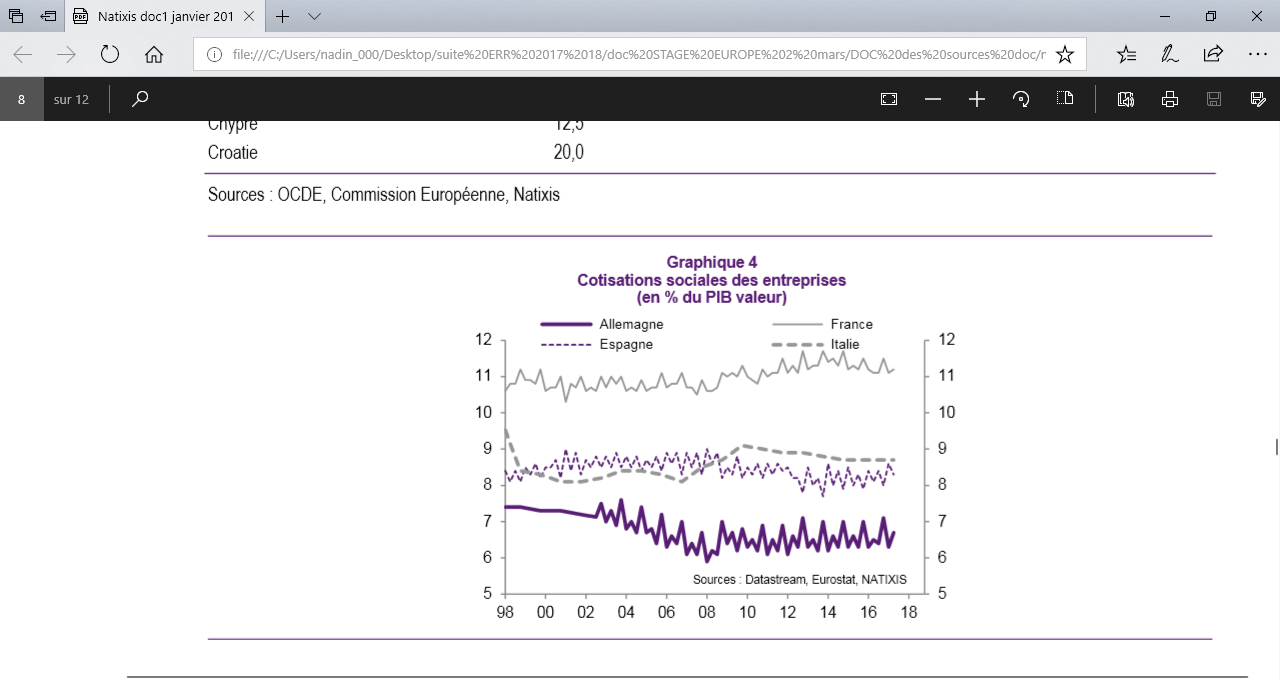 Natixis doc1 janvier 201
file:///C:/Users/nadin_000/Desktop/suite%20ERR%202017%2018/doc%20STAGE%20EUROPE%202%20mars/DOC%20des%20sources%20doc/r
8 sur 12
Chypre 12,5
Croatie 20,0
Sources : OCDE, Commission Européenne, Natixis
Graphique 4
Cotisations sociales des entreprises
(en % du PIB valeur)
Allemagne France
Espagne Italie
12 12
11 11
10 10
9 9
8 8
7 7
6 6
Sources : Datastream, Eurostat, NATIXIS
5 5
98 00 02 04 06 08 10 12 14 16 18